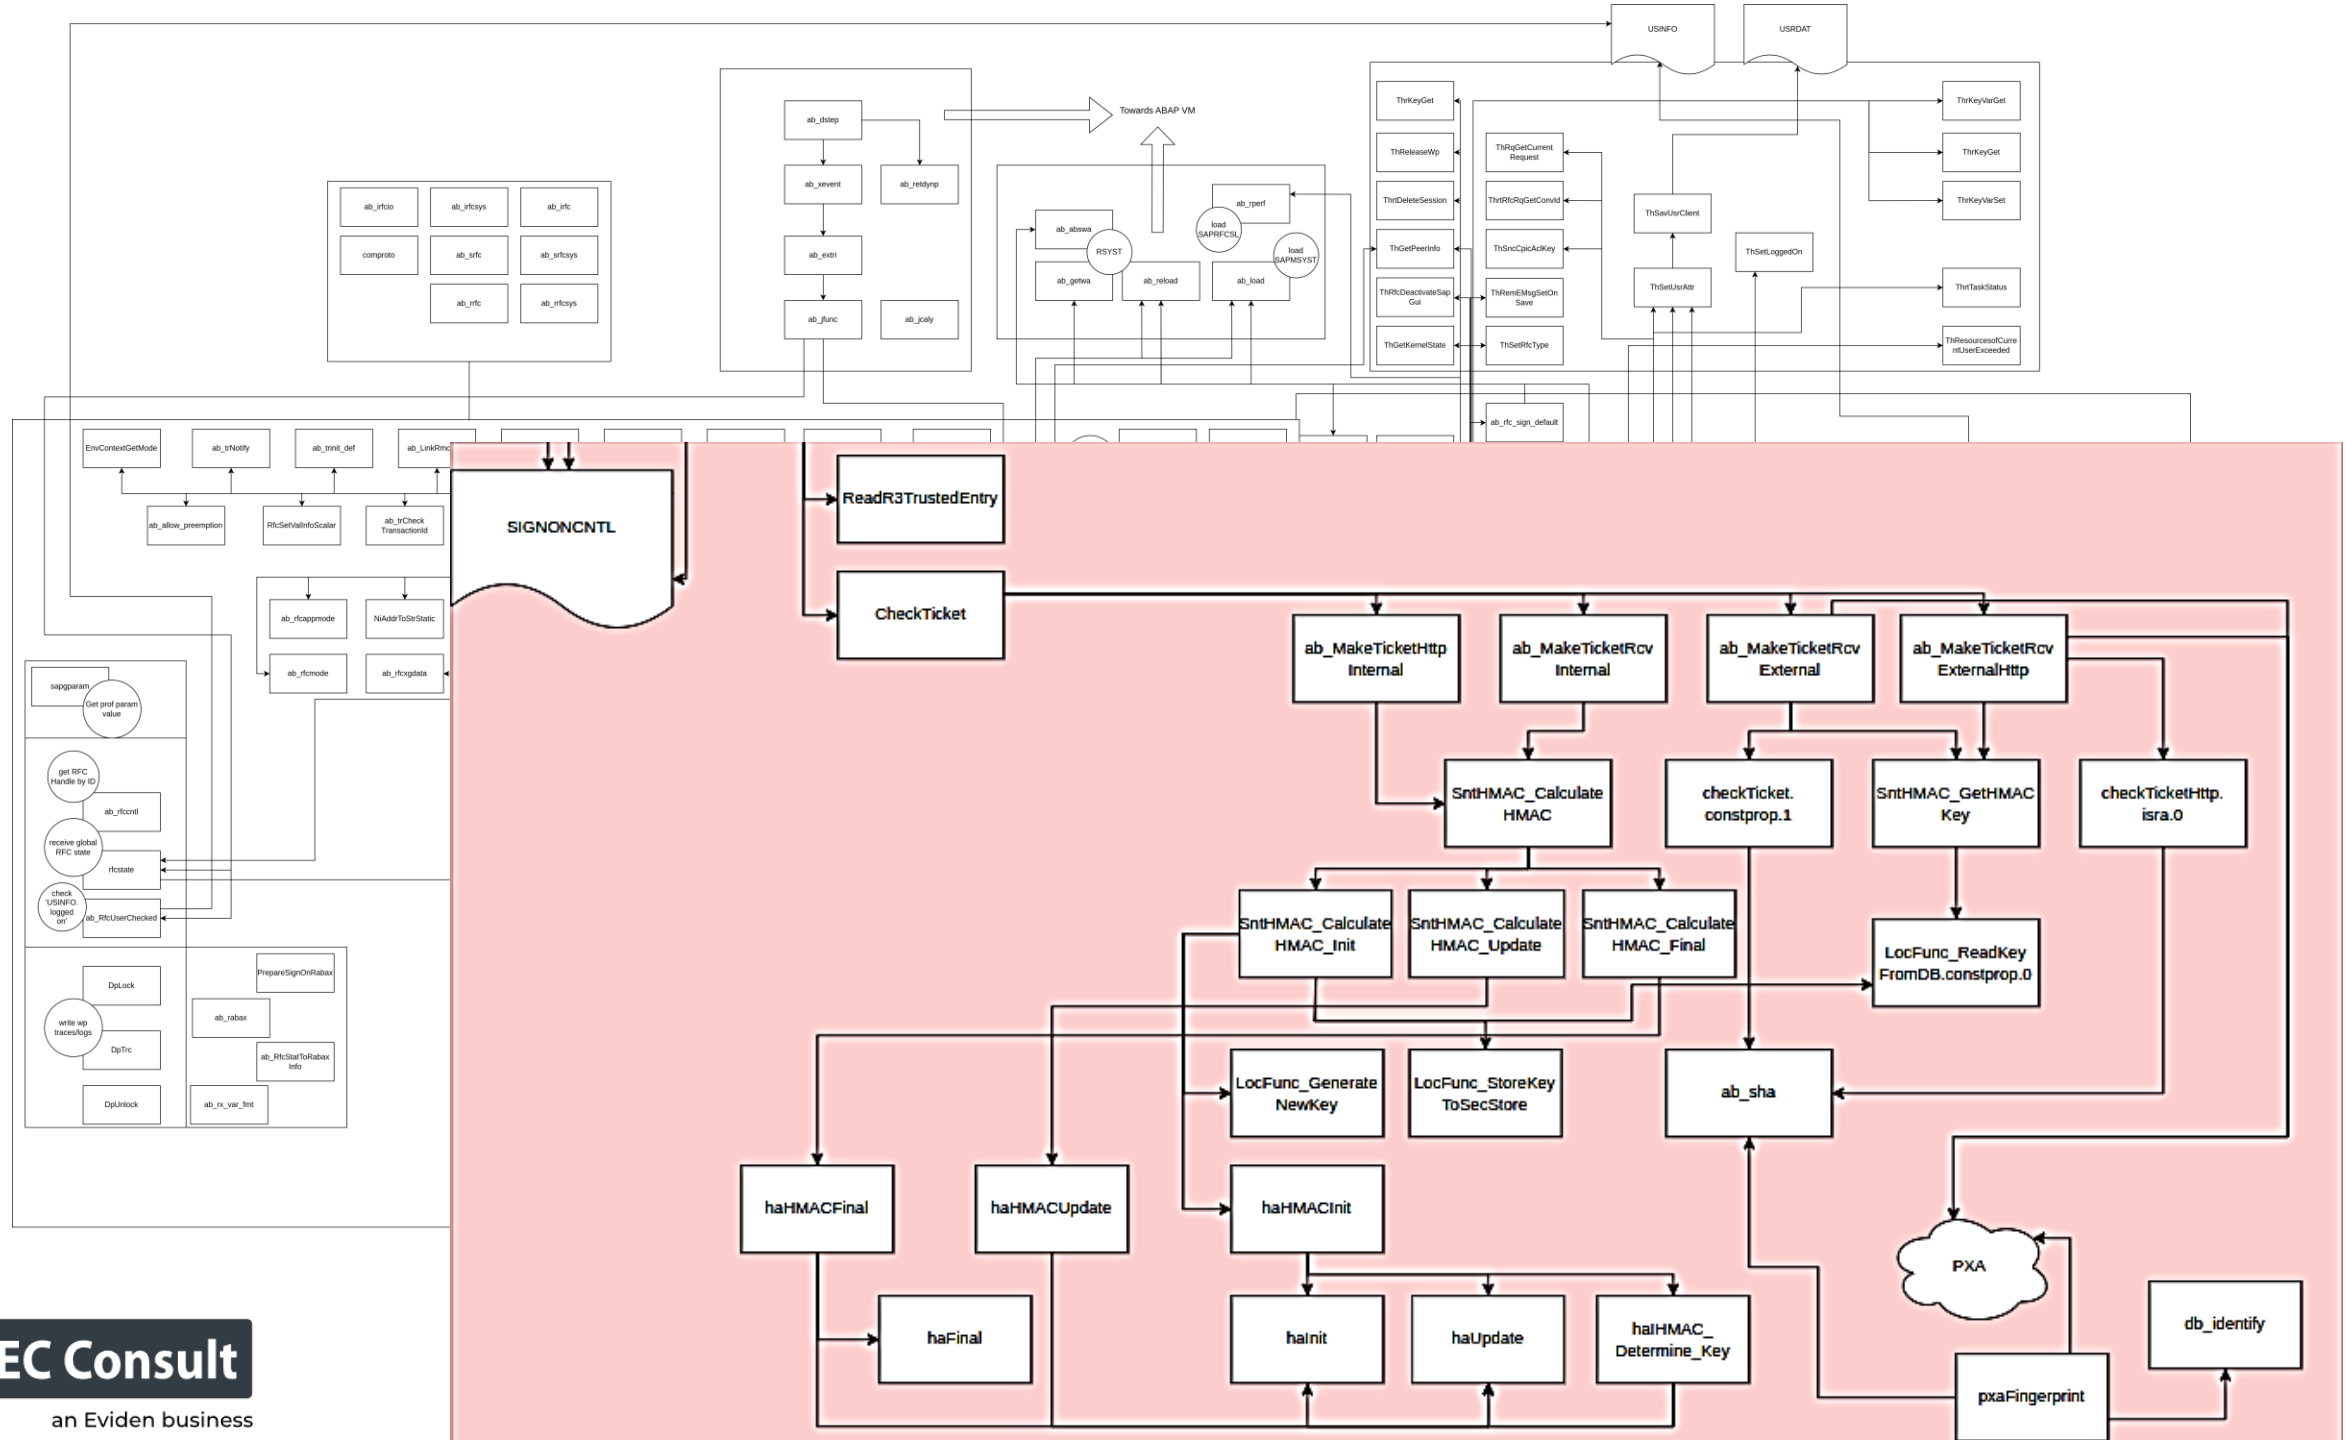 USINFO
USRDAT
Towards ABAP VM
ab_dstep
ab_xevent
ab_retdynp
ab_extri
ab_jfunc
ab_jcaly
ab_irfcio
ab_irfcsys
ab_irfc
comproto
ab_srfc
ab_srfcsys
ab_rrfc
ab_rrfcsys
ab_abswa
RSYST
ab_getwa
ab_reload
ab_rperf
load
SAPRFCSL
load
SAPMSYST
ab_load
ThrKeyGet
ThReleaseWp
ThrtDeleteSession
ThGetPeerInfo
ThRfcDeactivateSap
Gui
ThGetKernelState
ThRqGetCurrent
Request
ThrtRfcRqGetConvId
ThSncCpicAclKey
ThRemEMsgSetOn
Save
ThSetRfcType
ab_rfc_sign_default
ThSavUsrClient
ThSetUsrAttr
ThSetLoggedOn
ThrKeyVarGet
ThrKeyGet
ThrKeyVarSet
ThrtTaskStatus
ThResourcesofCurre
ntUserExceeded
EnvContextGetMode
ab_trNotify
ab_trinit_def
ab_allow_preemption
RfcSetValInfoScalar
ab_trCheck
TransactionId
ab_rfcappmode
NiAddrToStrStatic
ab_rfcmode
ab_rfcxgdata
sapgparam
Get prof param
value
get RFC
Handle by ID
ab_rfccntl
receive global
RFC state
rfcstate
check
'USINFO.
logged
on'
ab_RfcUserChecked
DpLock
write wp
traces/logs
DpTrc
DpUnlock
PrepareSignOnRabax
ab_rabax
ab_RfcStatToRabax
Info
ab_rx_var_fmt
SIGNONCNTL
ReadR3TrustedEntry
CheckTicket
ab_MakeTicketHttp
Internal
ab_MakeTicketRcv
Internal
ab_MakeTicketRcv
External
ab_MakeTicketRcv
ExternalHttp
SntHMAC_Calculate
HMAC
checkTicket.
constprop.1
SntHMAC_GetHMAC
Key
checkTicketHttp.
isra.0
SntHMAC_Calculate
HMAC_Init
SntHMAC_Calculate
HMAC_Update
SntHMAC_Calculate
HMAC_Final
LocFunc_ReadKey
FromDB.constprop.0
LocFunc_Generate
NewKey
LocFunc_StoreKey
ToSecStore
ab_sha
haHMACFinal
haHMACUpdate
haHMACInit
PXA
haFinal
haInit
haUpdate
haIHMAC_
Determine_Key
db_identify
pxaFingerprint
EC Consult
an Eviden business